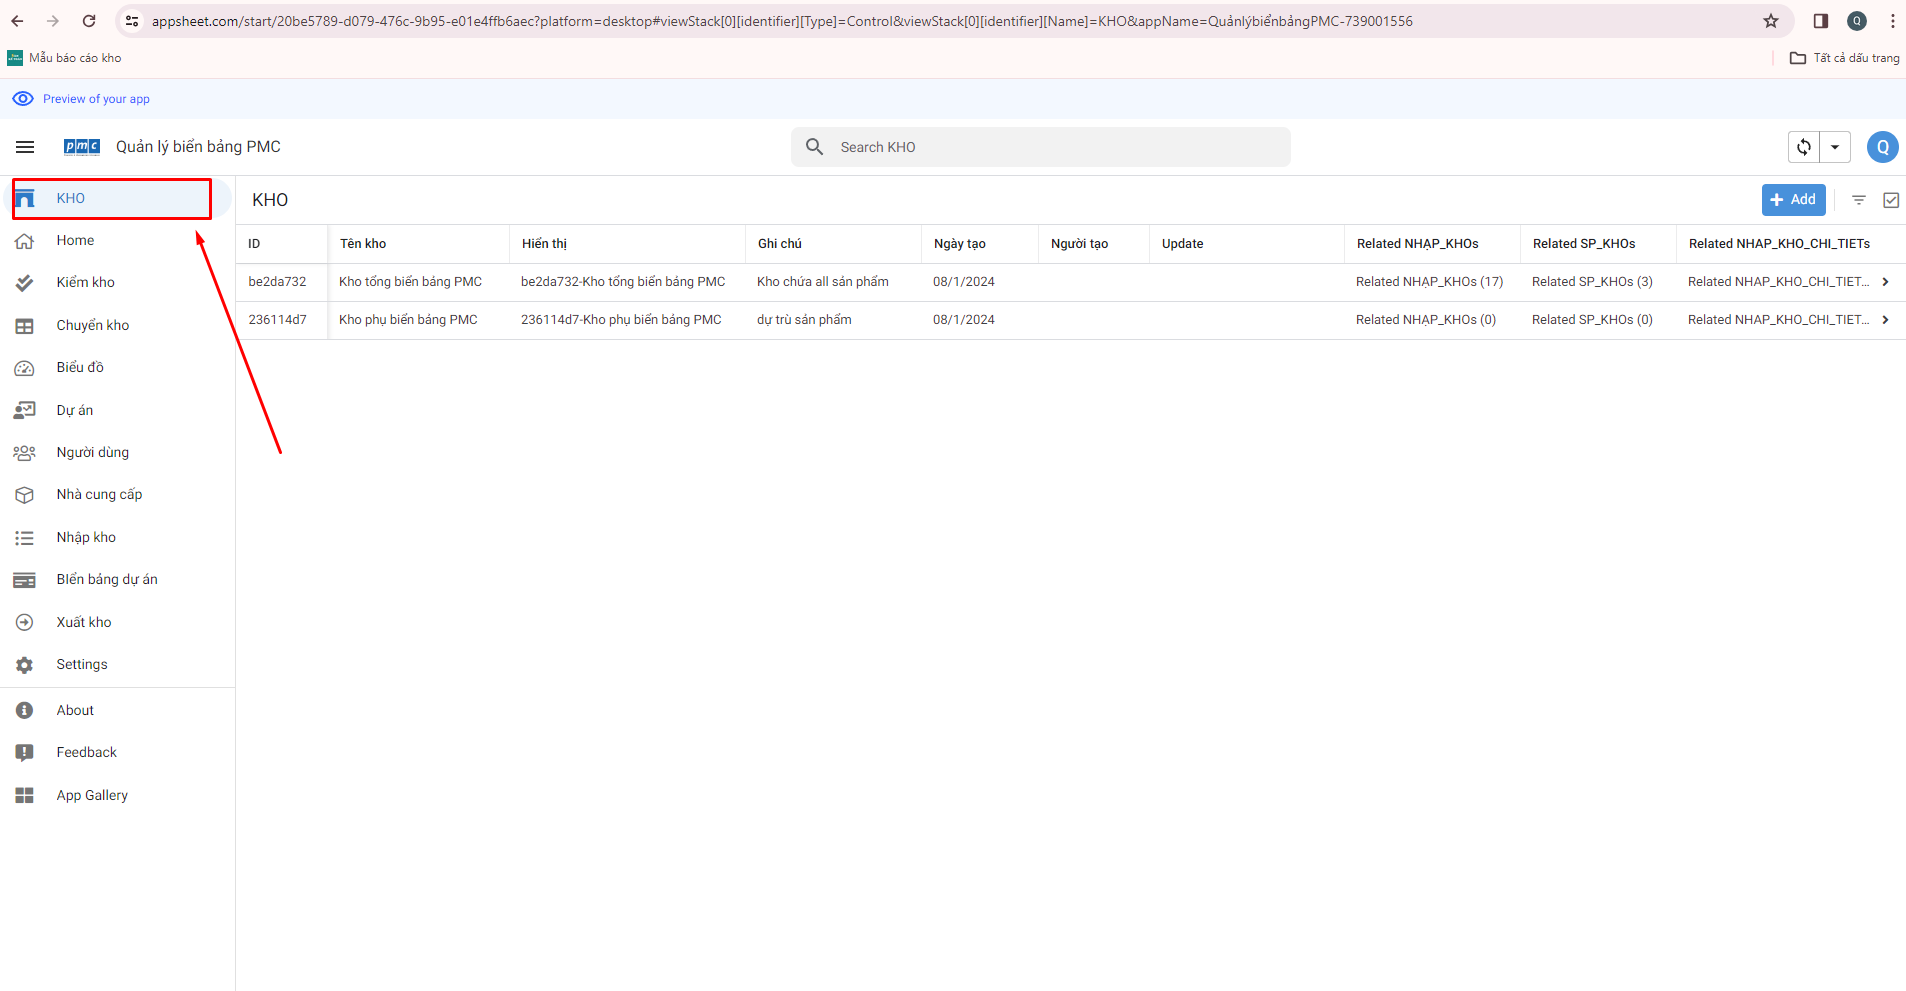 appsheet.com/start/20be5789-d079-476c-9b95-e01e4ffb6aec?platform=desktop#viewStack[0][identifier][Type]=Control&viewStack[0][identifier][Name]=KHO&appName=QuảnlýbiểnbảngPMC-739001556
Q
Mẫu báo cáo kho
Tất cả dấu trang
Preview of your app
pmc
Quản lý biển bảng PMC
Search KHO
Q
KHO
Home
Kiểm kho
Chuyển kho
Biểu đồ
Dự án
Người dùng
Nhà cung cấp
Nhập kho
BIển bảng dự án
Xuất kho
Settings
About
Feedback
App Gallery
KHO
Add
ID Tên kho Hiển thị Ghi chú Ngày tạo Người tạo Update Related NHẠP_KHOs Related SP_KHOs Related NHAP_KHO_CHI_TIETs
be2da732 Kho tổng biển bảng PMC be2da732-Kho tổng biển bảng PMC Kho chứa all sản phẩm 08/1/2024 Related NHẠP_KHOs (17) Related SP_KHOs (3) Related NHAP_KHO_CHI_TIET...
236114d7 Kho phụ biển bảng PMC 236114d7-Kho phụ biển bảng PMC dự trù sản phẩm 08/1/2024 Related NHẠP_KHOs (0) Related SP_KHOs (0) Related NHAP_KHO_CHI_TIET...